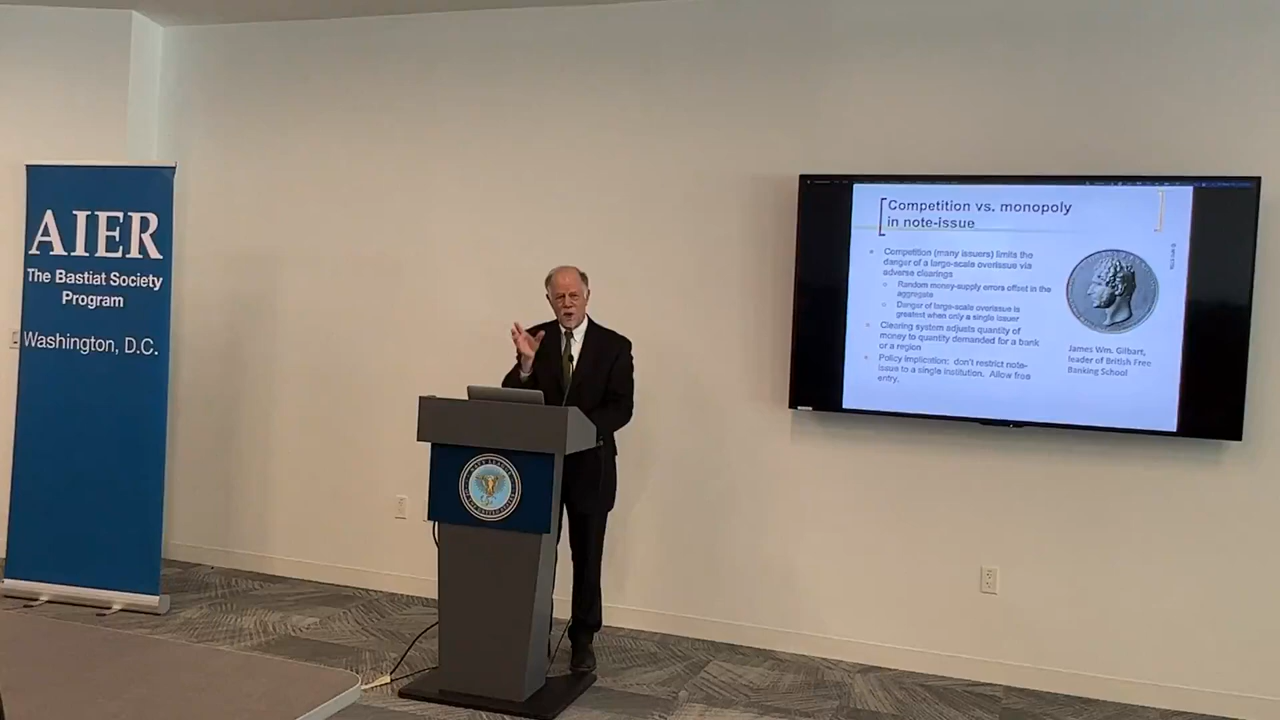 AIER
The Bastiat Society
Program
Washington, D.C.
Competition vs. monopoly
in note-issue
Competition (many issuers) limits the
danger of a large-scale overissue via
adverse clearings
Random money-supply errors offset in the
aggregate
Danger of large-scale overissue is
greatest when only a single issuer
Clearing system adjusts quantity of
money to quantity demanded for a bank
or a region
Policy implication: don't restrict note-
issue to a single institution. Allow free
entry.
James Wm. Gilbart,
leader of British Free
Banking School